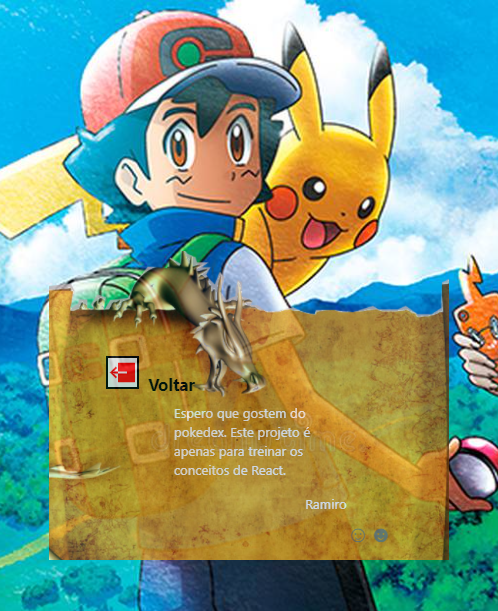 Voltar
Espero que gostem do
pokedex. Este projeto é
apenas para treinar os
conceitos de React.
Ramiro